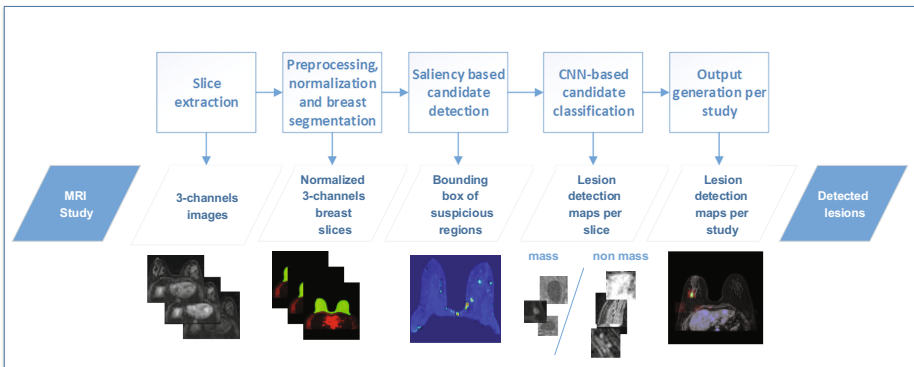 Slice
extraction
Preprocessing,
normalization
and breast
segmentation
Saliency based
candidate
detection
CNN-based
candidate
classification
Output
generation per
study
MRI
Study
3-channels
images
Normalized
3-channels
breast
slices
Bounding
box of
suspicious
regions
Lesion
detection
maps per
slice
Lesion
detection
maps per
study
Detected
lesions
mass
non mass